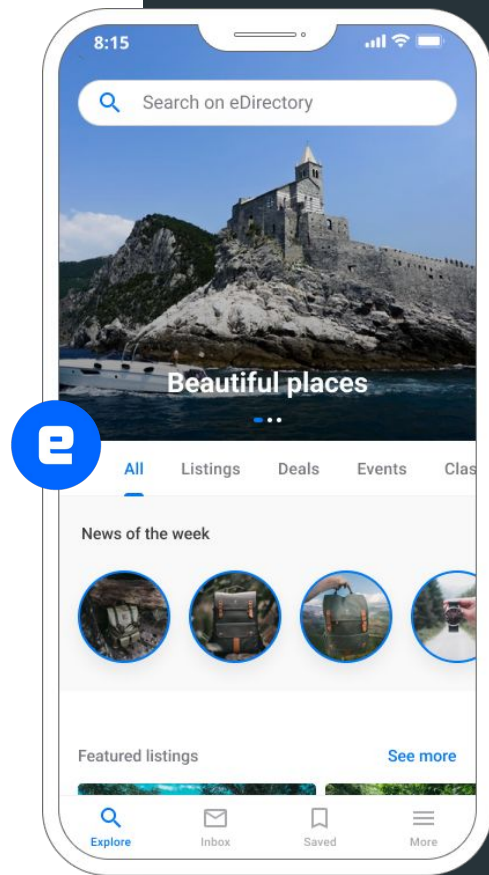 8:15
Search on eDirectory
Beautiful places
e
All Listings Deals Events Clas
News of the week
Featured listings See more
Explore Inbox Saved More